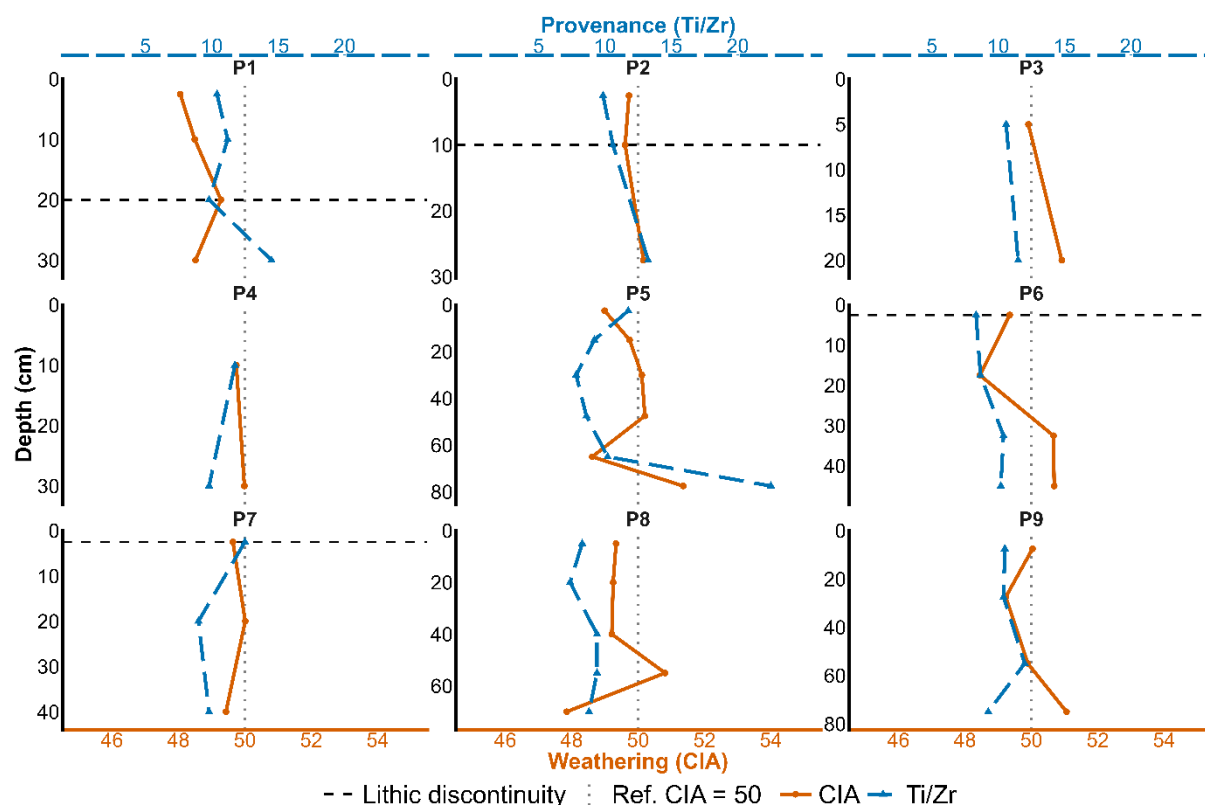 Provenance (Ti/Zr)
5 10 15 20 5 10 15 20 5 10 15 20
P1 P2 P3
0 10 20 30
0 10 20 30
0 5 10 15 20
P4 P5 P6
0 10 20 30
0 20 40 60 80
0 10 20 30 40
Depth (cm)
P7 P8 P9
0 10 20 30 40
0 20 40 60
0 20 40 60 80
46 48 50 52 54 46 48 50 52 54 46 48 50 52 54
Weathering (CIA)
Lithic discontinuity Ref. CIA = 50 CIA Ti/Zr